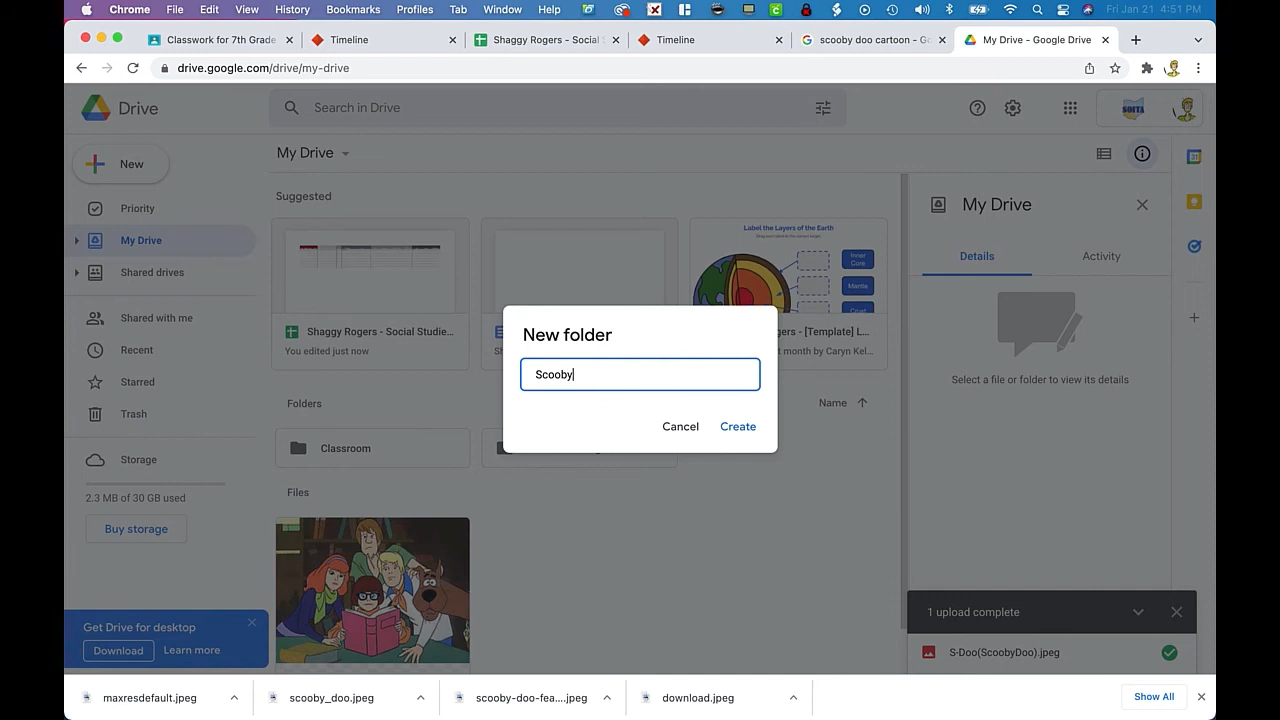 Chrome File Edit View History Bookmarks Profiles Tab Window Help Fri Jan 21 4:51 PM
Classwork for 7th Grade
Timeline
Shaggy Rogers - Social S
Timeline
scooby doo cartoon - Go
My Drive - Google Drive
drive.google.com/drive/my-drive
Drive
Search in Drive
SOITA
New
My Drive
Priority
My Drive
Shared drives
Shared with me
Recent
Starred
Trash
Storage
2.3 MB of 30 GB used
Buy storage
Get Drive for desktop
Download Learn more
Suggested
Shaggy Rogers - Social Studie...
You edited just now
Label the Layers of the Earth
Inner Core
Mantle
Crust
gers - [Template] L...
month by Caryn Kel...
Folders
Name
Classroom
Files
New folder
Scooby
Cancel Create
My Drive
Details Activity
Select a file or folder to view its details
1 upload complete
S-Doo(ScoobyDoo).jpeg
maxresdefault.jpeg
scooby_doo.jpeg
scooby-doo-fea....jpeg
download.jpeg
Show All